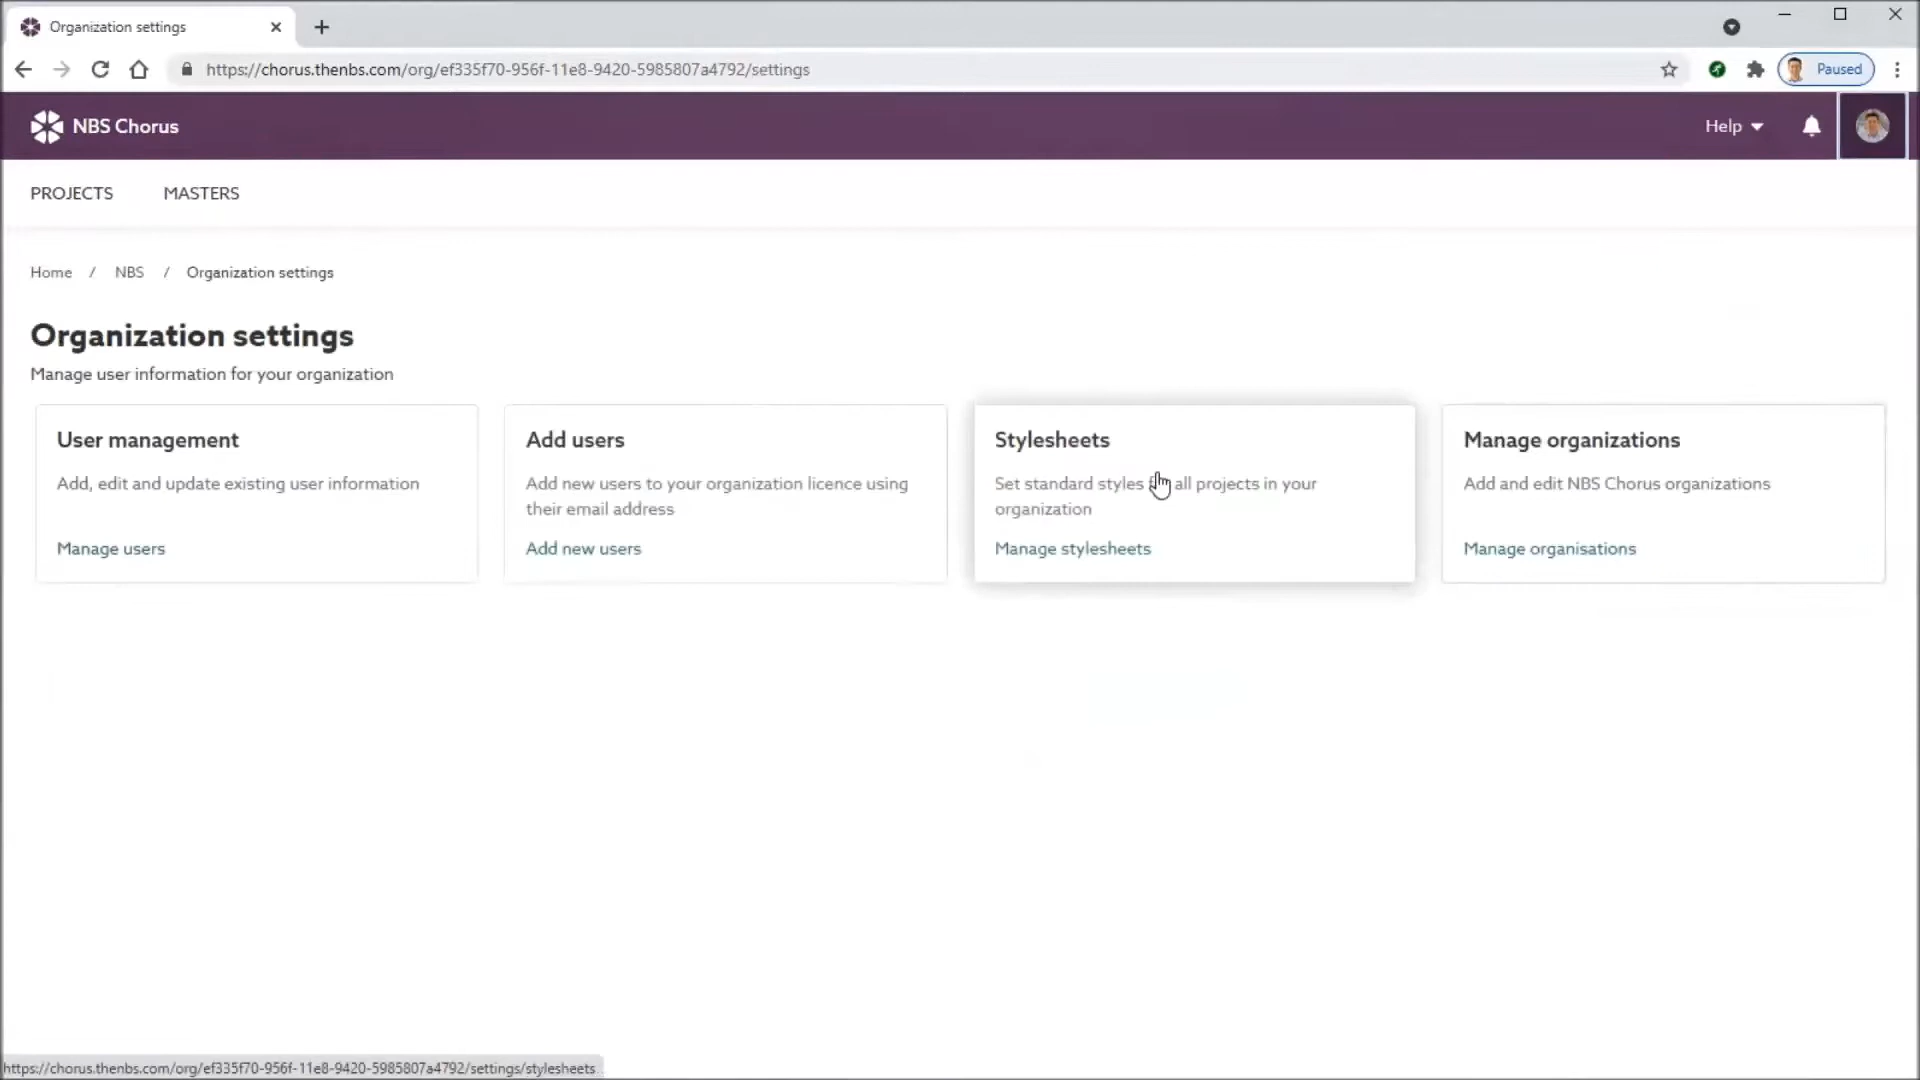 Organization settings
https://chorus.thenbs.com/org/ef335f70-956f-11e8-9420-5985807a4792/settings
Paused
NBS Chorus
Help
PROJECTS
MASTERS
Home / NBS / Organization settings
Organization settings
Manage user information for your organization
User management
Add, edit and update existing user information
Manage users
Add users
Add new users to your organization licence using
their email address
Add new users
Stylesheets
Set standard styles all projects in your
organization
Manage stylesheets
Manage organizations
Add and edit NBS Chorus organizations
Manage organisations
https://chorus.thenbs.com/org/ef335f70-956f-11e8-9420-5985807a4792/settings/stylesheets